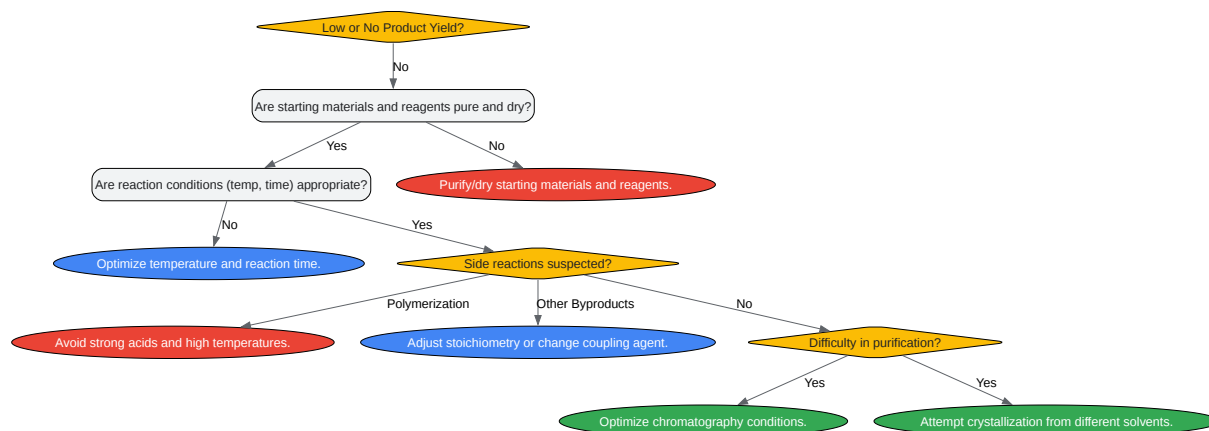 Low or No Product Yield?
No
Are starting materials and reagents pure and dry?
Yes
No
Are reaction conditions (temp, time) appropriate?
Purify/dry starting materials and reagents.
No
Yes
Optimize temperature and reaction time.
Side reactions suspected?
Polymerization
Other Byproducts
No
Avoid strong acids and high temperatures.
Adjust stoichiometry or change coupling agent.
Difficulty in purification?
Yes
Yes
Optimize chromatography conditions.
Attempt crystallization from different solvents.